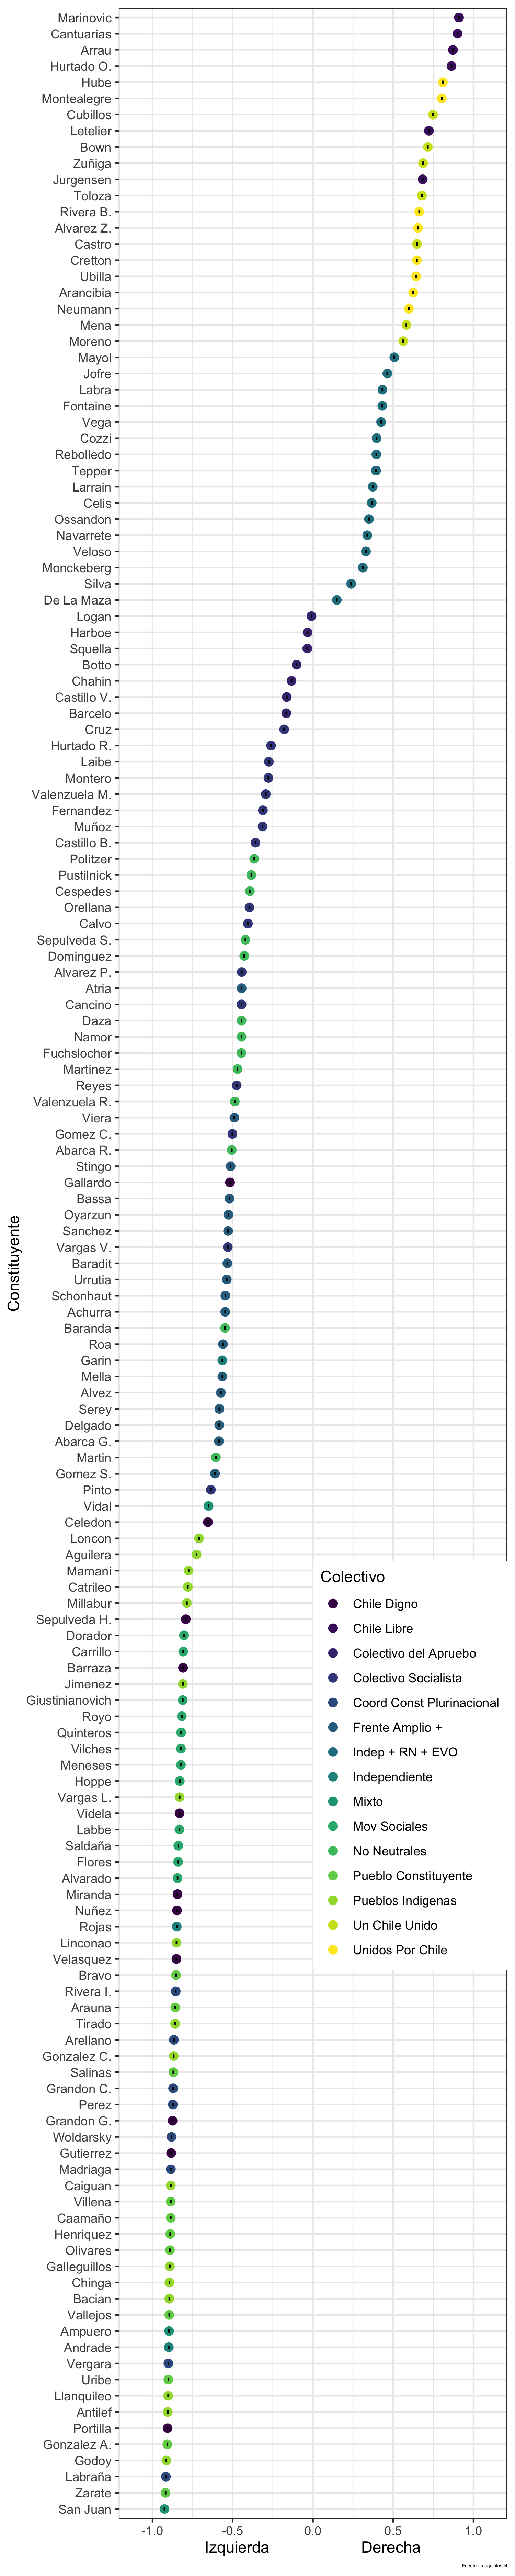 Marinovic
Cantuarias
Arrau
Hurtado O.
Hube
Montealegre
Cubillos
Letelier
Bown
Zuñiga
Jurgensen
Toloza
Rivera B.
Alvarez Z.
Castro
Cretton
Ubilla
Arancibia
Neumann
Mena
Moreno
Mayol
Jofre
Labra
Fontaine
Vega
Cozzi
Rebolledo
Tepper
Larrain
Celis
Ossandon
Navarrete
Veloso
Monckeberg
Silva
De La Maza
Logan
Harboe
Squella
Botto
Chahin
Castillo V.
Barcelo
Cruz
Hurtado R.
Laibe
Montero
Valenzuela M.
Fernandez
Muñoz
Castillo B.
Politzer
Pustilnick
Cespedes
Orellana
Calvo
Sepulveda S.
Dominguez
Alvarez P.
Atria
Cancino
Daza
Namor
Fuchslocher
Martinez
Reyes
Valenzuela R.
Viera
Gomez C.
Abarca R.
Stingo
Gallardo
Bassa
Oyarzun
Sanchez
Vargas V.
Baradit
Urrutia
Schonhaut
Achurra
Baranda
Roa
Garin
Mella
Alvez
Serey
Delgado
Abarca G.
Martin
Gomez S.
Pinto
Vidal
Celedon
Loncon
Aguilera
Mamani
Catrileo
Millabur
Sepulveda H.
Dorador
Carrillo
Barraza
Jimenez
Giustinianovich
Royo
Quinteros
Vilches
Meneses
Hoppe
Vargas L.
Videla
Labbe
Saldaña
Flores
Alvarado
Miranda
Nuñez
Rojas
Linconao
Velasquez
Bravo
Rivera I.
Arauna
Tirado
Arellano
Gonzalez C.
Salinas
Grandon C.
Perez
Grandon G.
Woldarsky
Gutierrez
Madriaga
Caiguan
Villena
Caamaño
Henriquez
Olivares
Galleguillos
Chinga
Bacian
Vallejos
Ampuero
Andrade
Vergara
Uribe
Llanquileo
Antilef
Portilla
Gonzalez A.
Godoy
Labraña
Zarate
San Juan
Constituyente
-1.0 -0.5 0.0 0.5 1.0
Izquierda Derecha
Colectivo
Chile Digno
Chile Libre
Colectivo del Apruebo
Colectivo Socialista
Coord Const Plurinacional
Frente Amplio +
Indep + RN + EVO
Independiente
Mixto
Mov Sociales
No Neutrales
Pueblo Constituyente
Pueblos Indigenas
Un Chile Unido
Unidos Por Chile
Fuente: tresquintos.cl